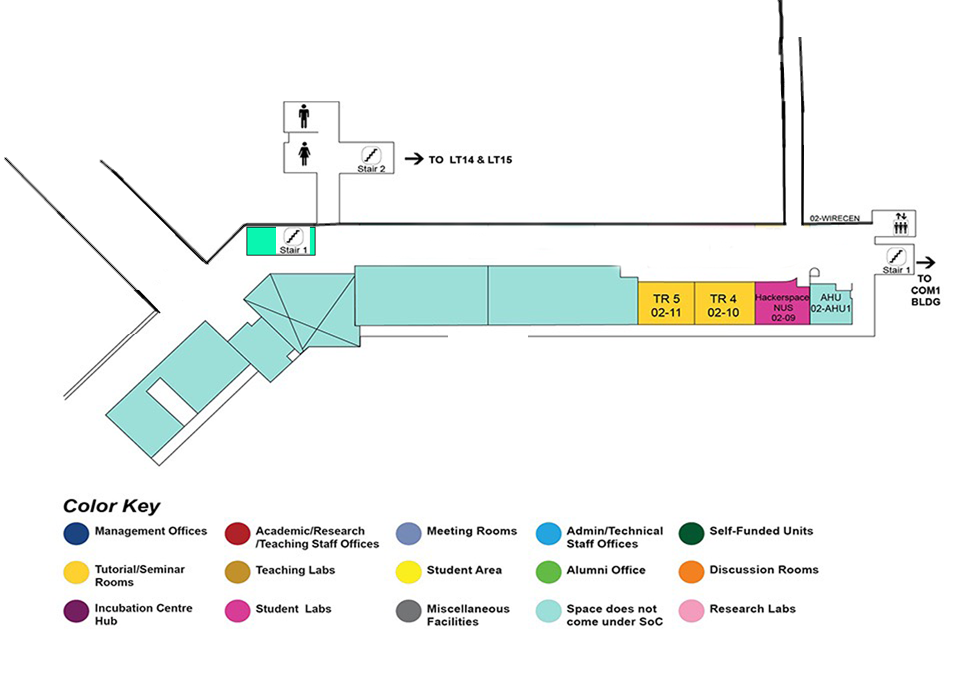 Stair 2
TO LT14 & LT15
02-WIRECEN
Stair 1
Stair 1
TO
COM1
BLDG
TR 5
02-11
TR 4
02-10
Hackerspace
NUS
02-09
AHU
02-AHU1
Color Key
Management Offices
Academic/Research
/Teaching Staff Offices
Meeting Rooms
Admin/Technical
Staff Offices
Self-Funded Units
Tutorial/Seminar
Rooms
Teaching Labs
Student Area
Alumni Office
Discussion Rooms
Incubation Centre
Hub
Student Labs
Miscellaneous
Facilities
Space does not
come under SoC
Research Labs